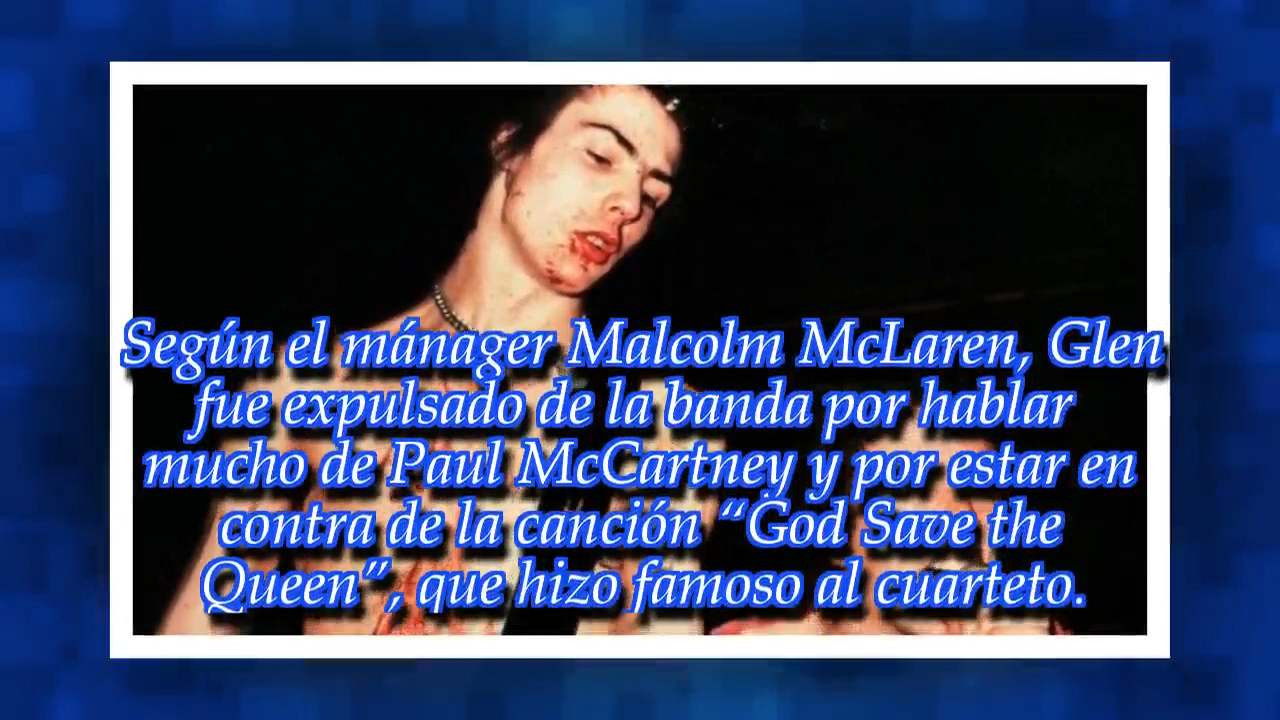 Según el mánager Malcolm McLaren, Glen
fue expulsado de la banda por hablar
mucho de Paul McCartney y por estar en
contra de la canción “God Save the
Queen”, que hizo famoso al cuarteto.